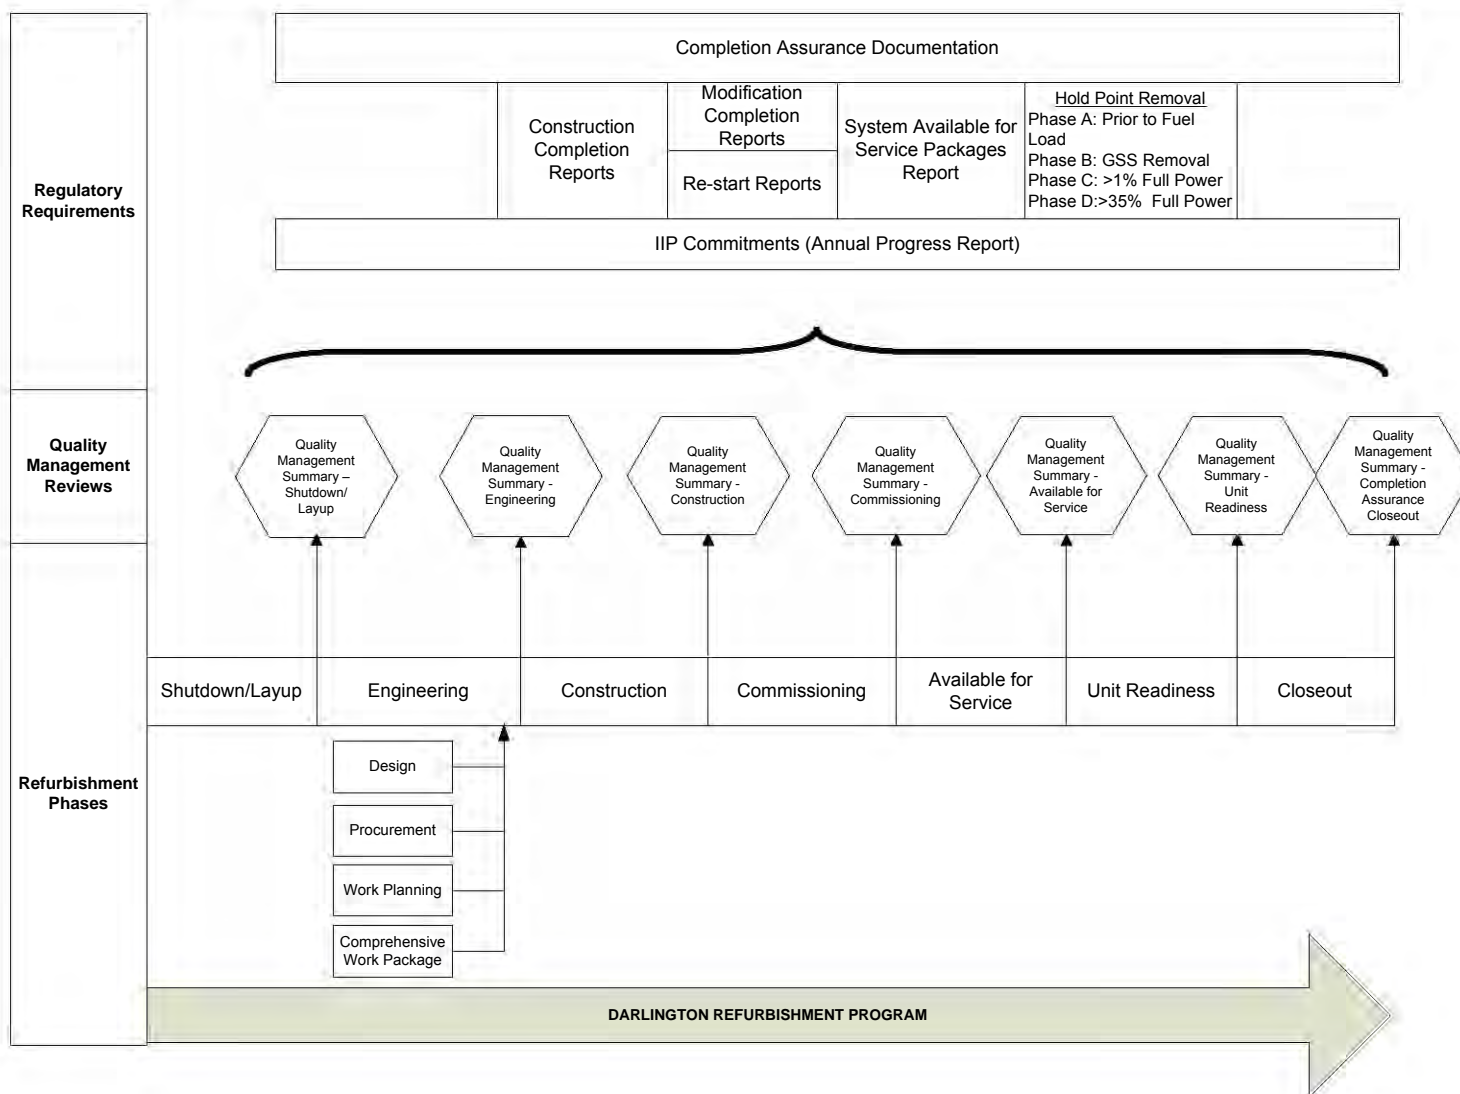 Completion Assurance Documentation
Construction
Completion
Reports
Modification
Completion
Reports
Re-start Reports
System Available for
Service Packages
Report
Hold Point Removal
Phase A: Prior to Fuel
Load
Phase B: GSS Removal
Phase C: >1% Full Power
Phase D:>35% Full Power
IIP Commitments (Annual Progress Report)
Regulatory
Requirements
Quality
Management
Reviews
Quality
Management
Summary –
Shutdown/
Layup
Quality
Management
Summary -
Engineering
Quality
Management
Summary -
Construction
Quality
Management
Summary -
Commissioning
Quality
Management
Summary -
Available for
Service
Quality
Management
Summary -
Unit
Readiness
Quality
Management
Summary -
Completion
Assurance
Closeout
Refurbishment
Phases
Shutdown/Layup
Engineering
Construction
Commissioning
Available for
Service
Unit Readiness
Closeout
Design
Procurement
Work Planning
Comprehensive
Work Package
DARLINGTON REFURBISHMENT PROGRAM